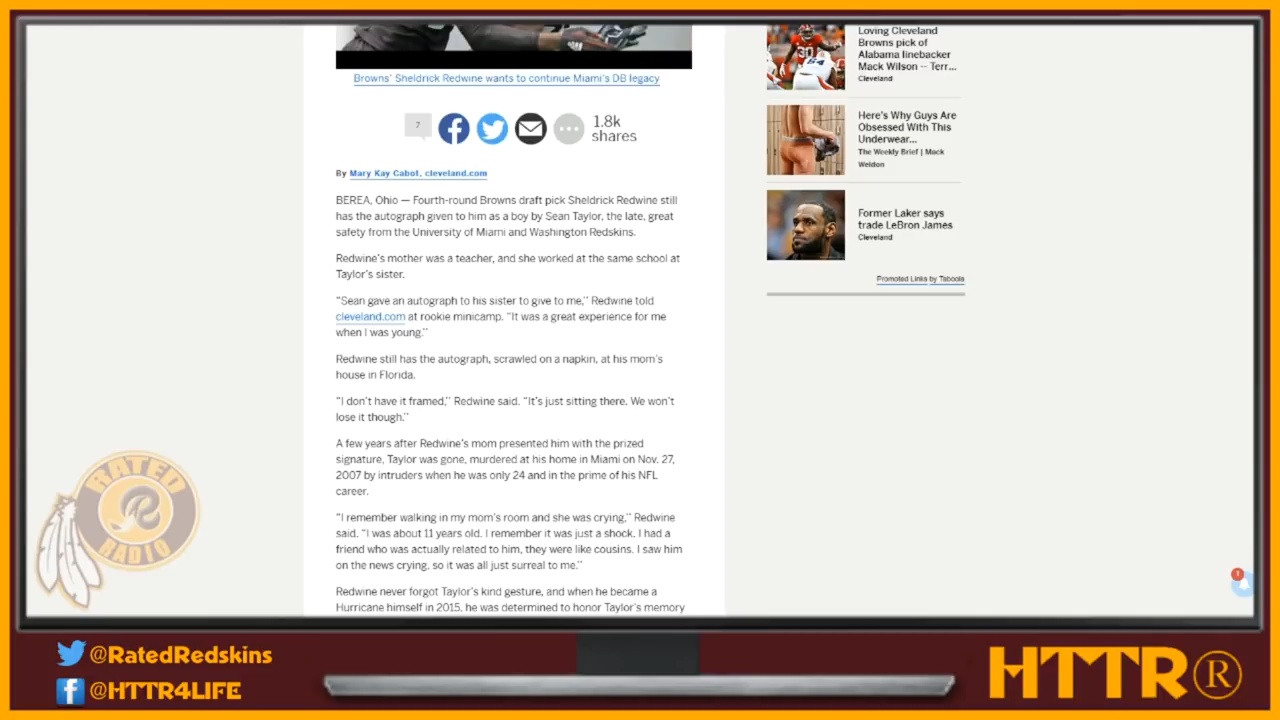 Browns' Sheldrick Redwine wants to continue Miami's DB legacy
7
1.8k
shares
By Mary Kay Cabot, cleveland.com
BEREA, Ohio — Fourth-round Browns draft pick Sheldrick Redwine still
has the autograph given to him as a boy by Sean Taylor, the late, great
safety from the University of Miami and Washington Redskins.
Redwine's mother was a teacher, and she worked at the same school at
Taylor's sister.
“Sean gave an autograph to his sister to give to me,’’ Redwine told
cleveland.com at rookie minicamp. “It was a great experience for me
when I was young.’’
Redwine still has the autograph, scrawled on a napkin, at his mom's
house in Florida.
“I don't have it framed,’’ Redwine said. “It's just sitting there. We won't
lose it though.’’
A few years after Redwine's mom presented him with the prized
signature, Taylor was gone, murdered at his home in Miami on Nov. 27,
2007 by intruders when he was only 24 and in the prime of his NFL
career.
“I remember walking in my mom's room and she was crying,’’ Redwine
said. “I was about 11 years old. I remember it was just a shock. I had a
friend who was actually related to him, they were like cousins. I saw him
on the news crying, so it was all just surreal to me.’’
Redwine never forgot Taylor's kind gesture, and when he became a
Hurricane himself in 2015, he was determined to honor Taylor's memory
Loving Cleveland
Browns pick of
Alabama linebacker
Mack Wilson -- Terr...
Cleveland
Here's Why Guys Are
Obsessed With This
Underwear...
The Weekly Brief | Mack
Weldon
Former Laker says
trade LeBron James
Cleveland
Promoted Links by Taboola
1
RATED
R
RADIO
@RatedRedskins
@HTTR4LIFE
HTTR®